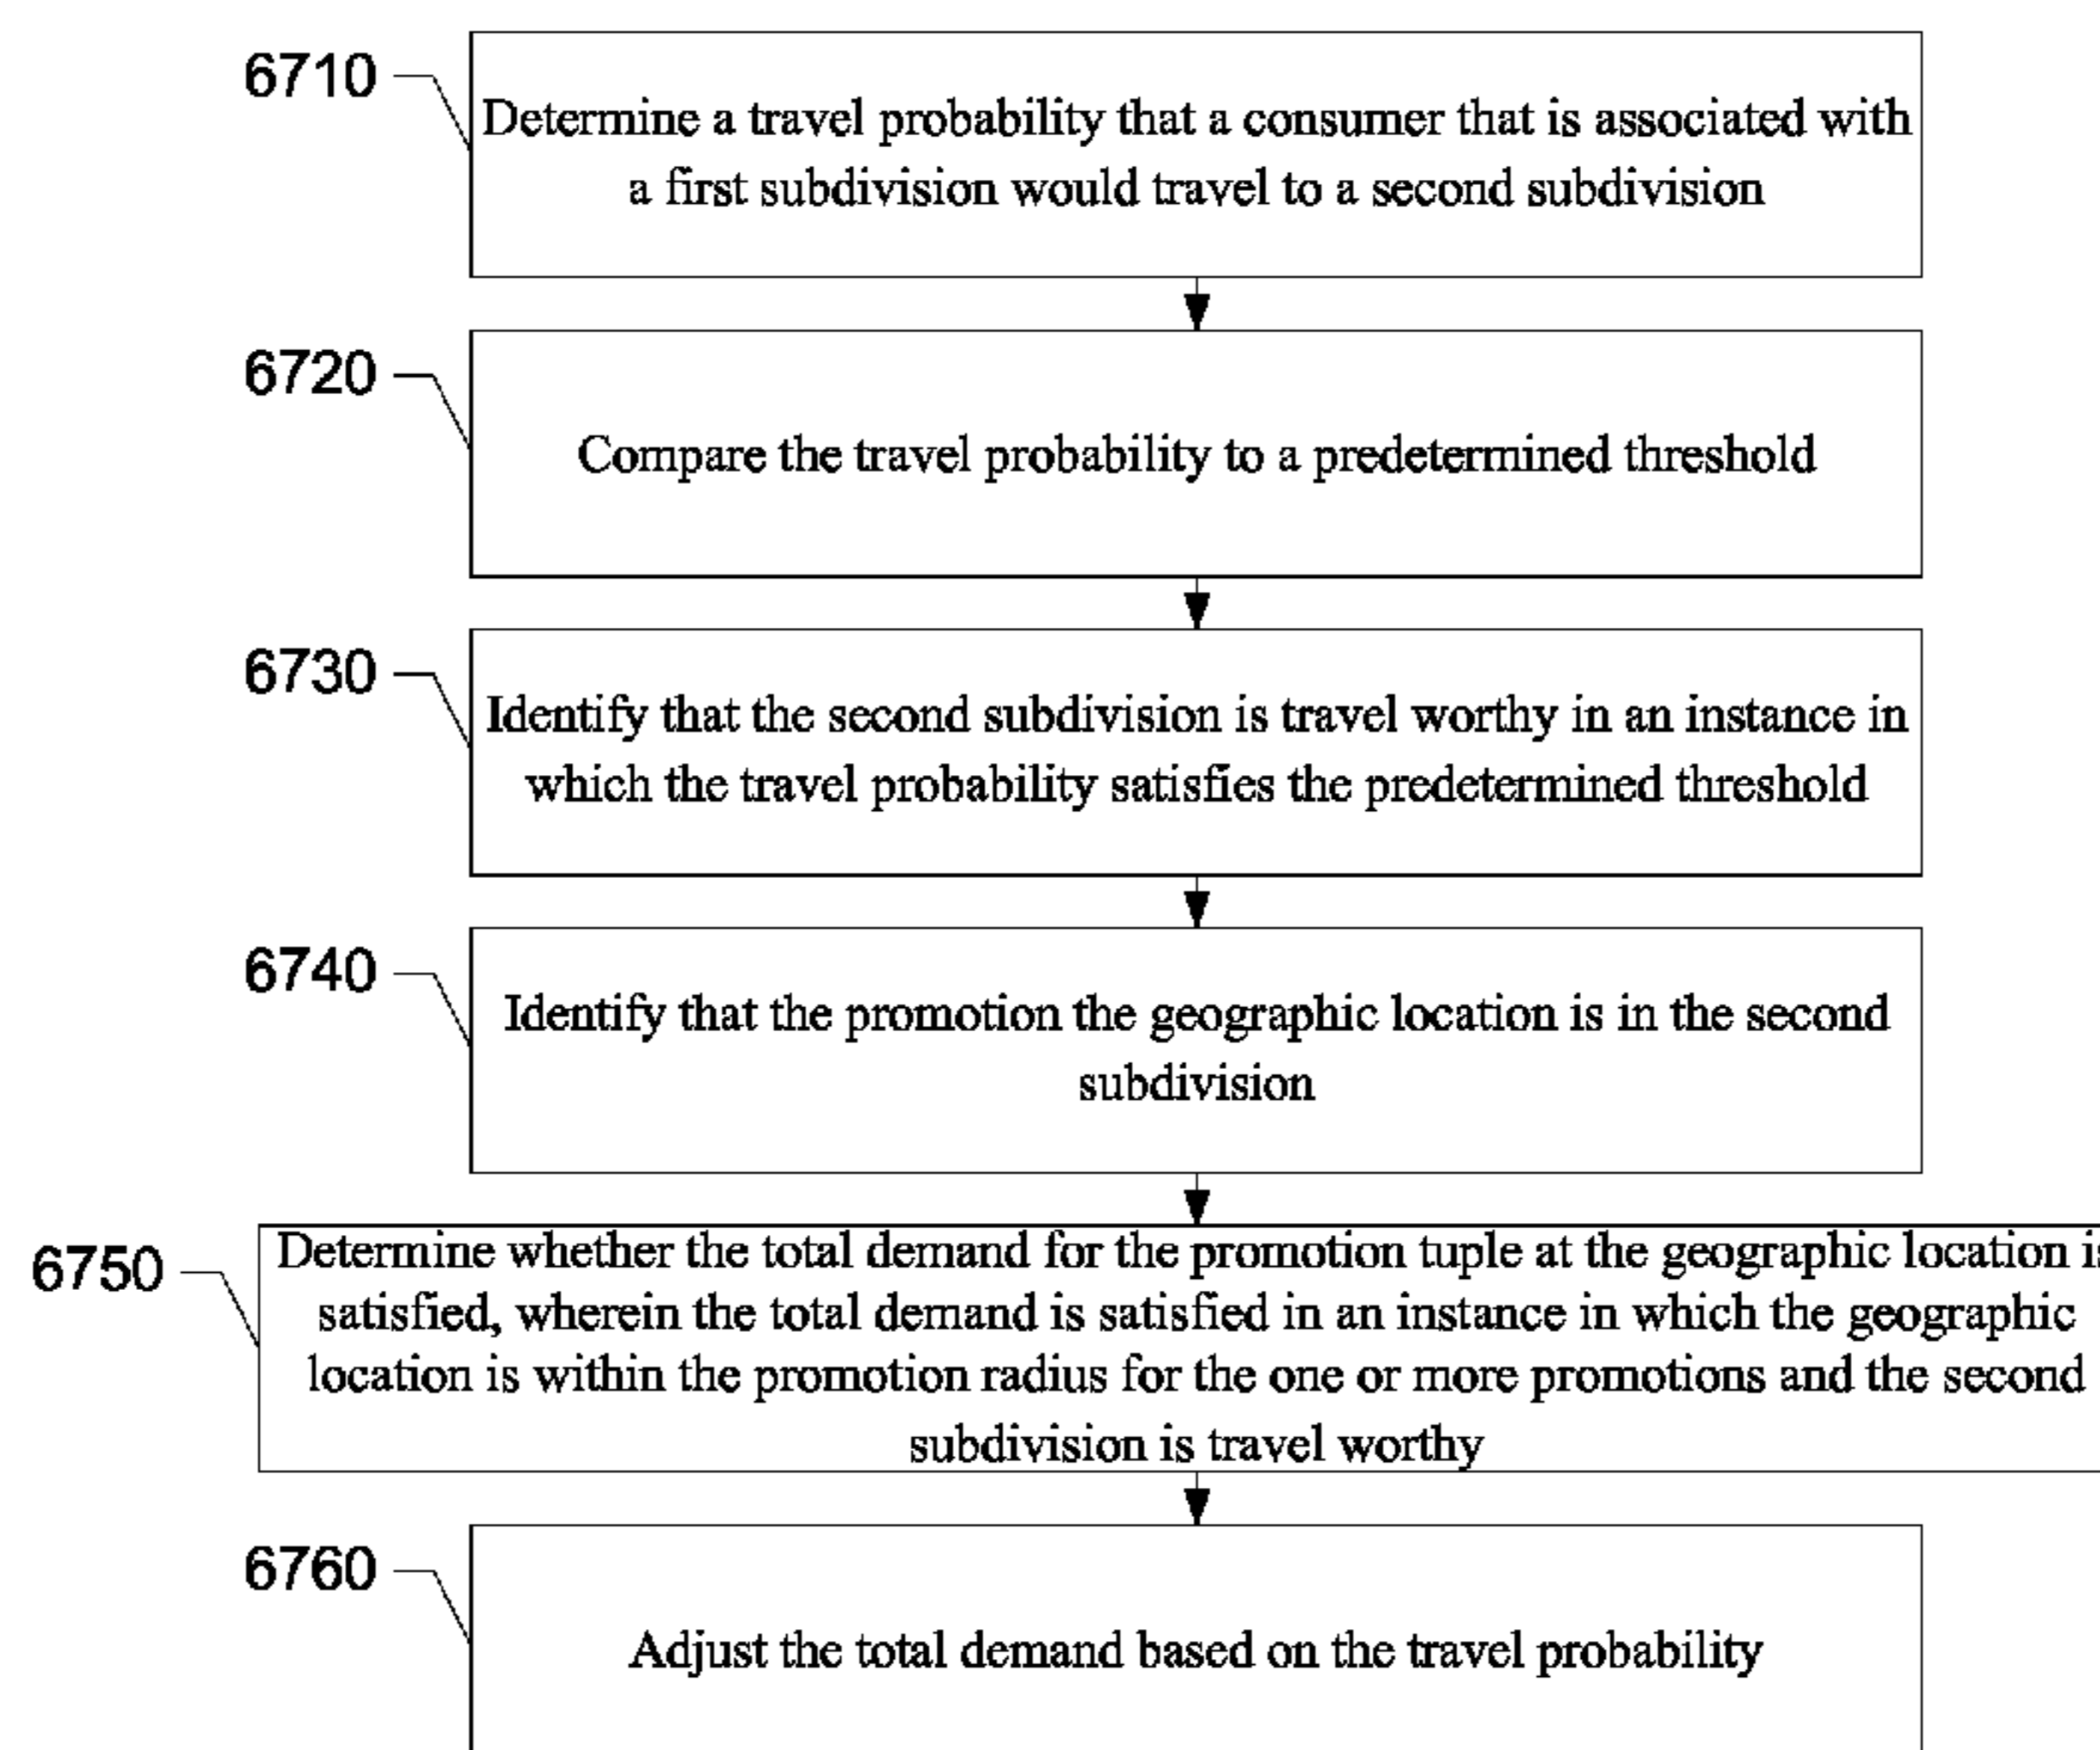 6710
Determine a travel probability that a consumer that is associated with
a first subdivision would travel to a second subdivision
6720
Compare the travel probability to a predetermined threshold
6730
Identify that the second subdivision is travel worthy in an instance in
which the travel probability satisfies the predetermined threshold
6740
Identify that the promotion the geographic location is in the second
subdivision
6750
Determine whether the total demand for the promotion tuple at the geographic location is
satisfied, wherein the total demand is satisfied in an instance in which the geographic
location is within the promotion radius for the one or more promotions and the second
subdivision is travel worthy
6760
Adjust the total demand based on the travel probability